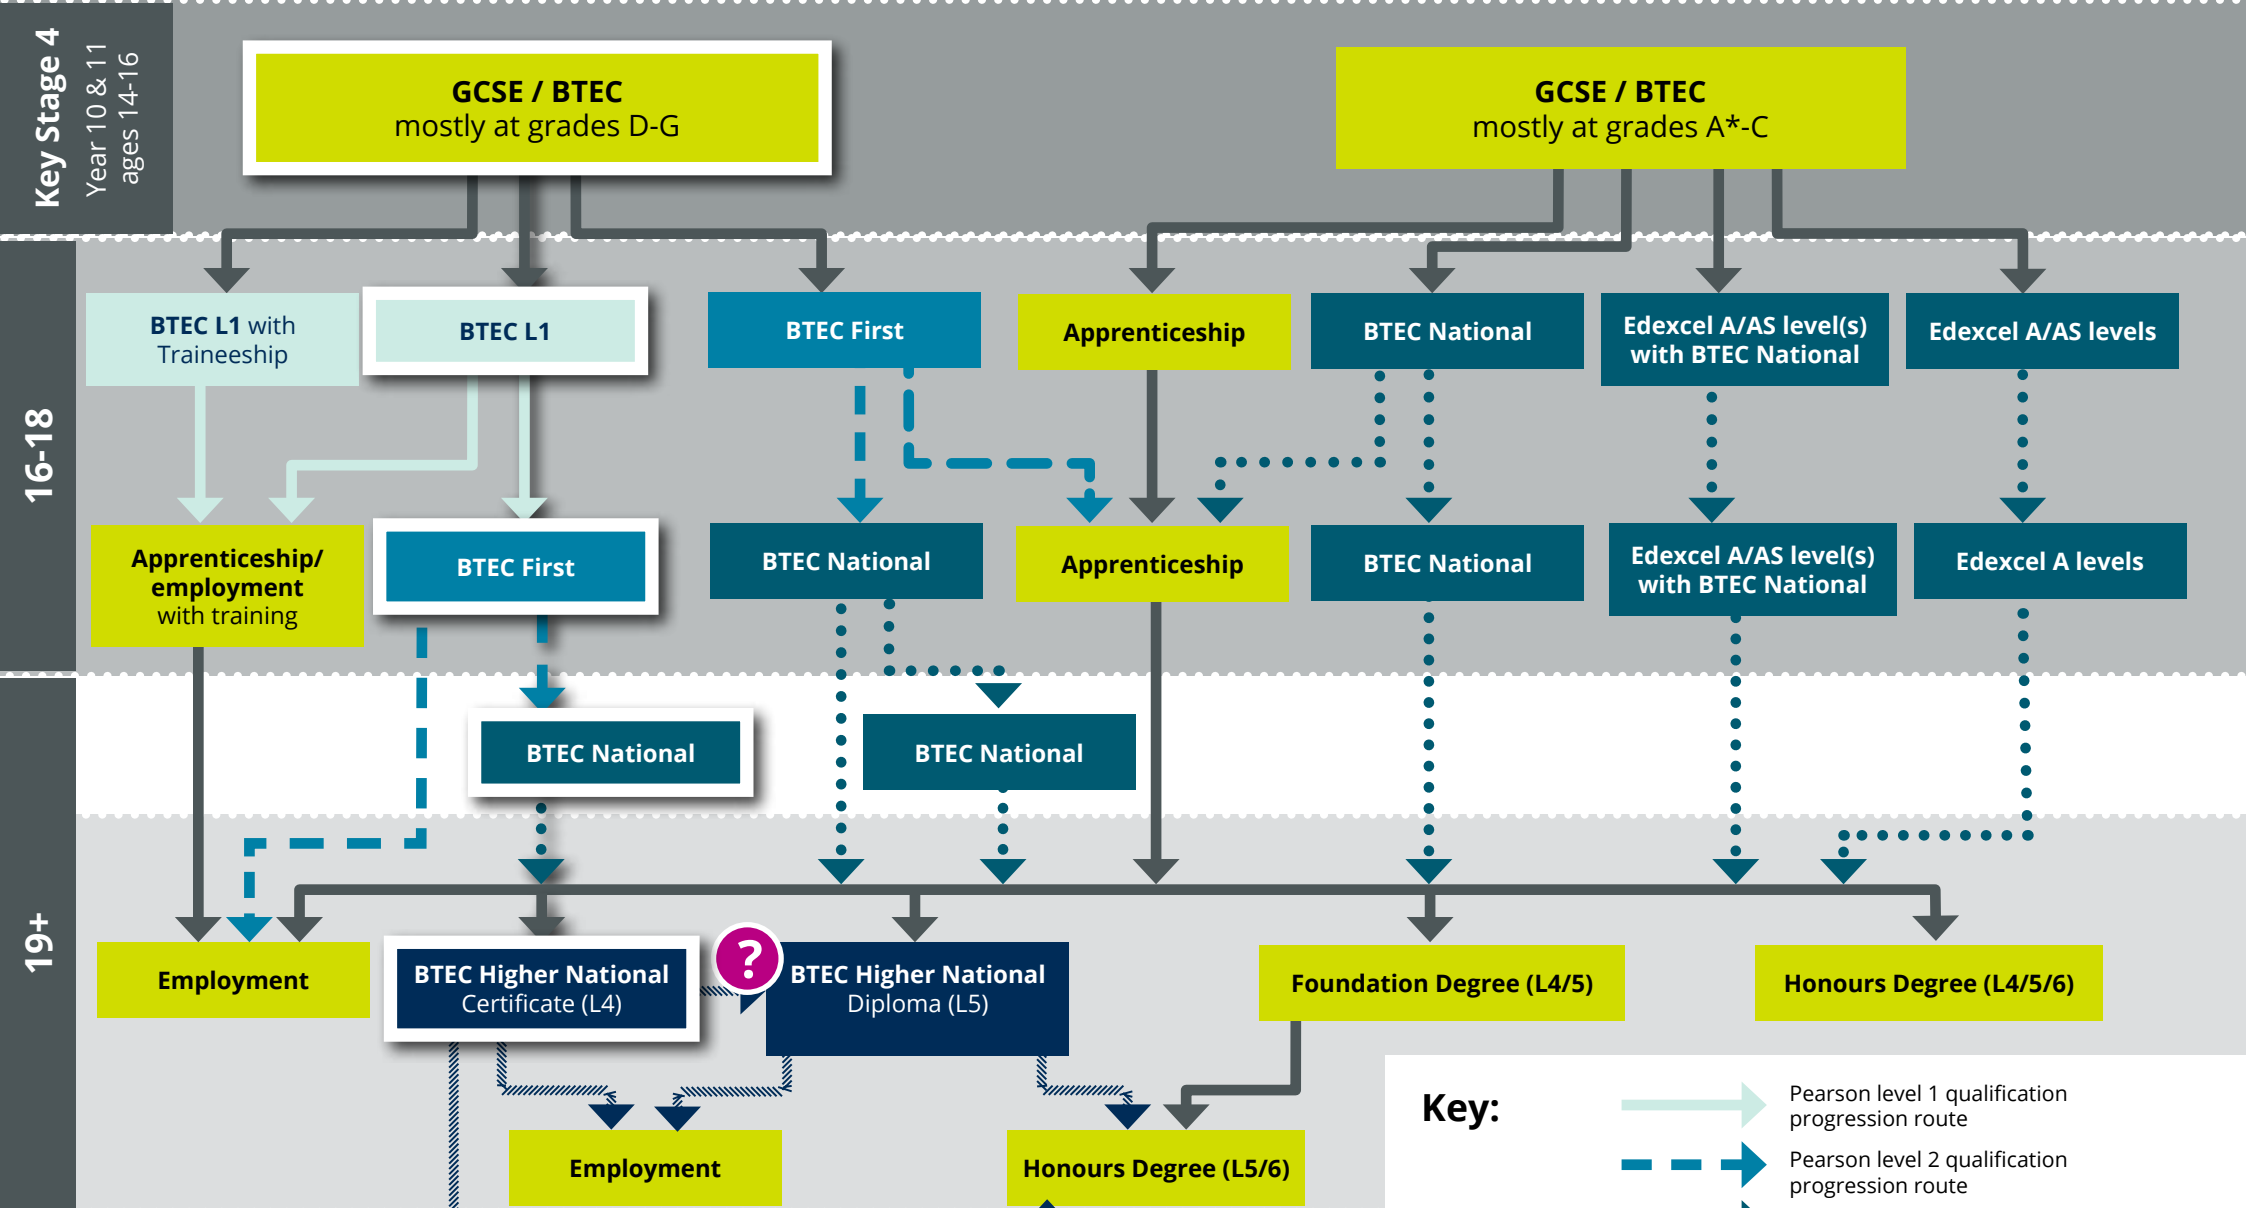 Key Stage 4
Year 10 & 11
ages 14-16
GCSE / BTEC
mostly at grades D-G
GCSE / BTEC
mostly at grades A*-C
16-18
BTEC L1 with
Traineeship
BTEC L1
BTEC First
Apprenticeship
BTEC National
Edexcel A/AS level(s)
with BTEC National
Edexcel A/AS levels
Apprenticeship/
employment
with training
BTEC First
BTEC National
Apprenticeship
BTEC National
Edexcel A/AS level(s)
with BTEC National
Edexcel A levels
19+
BTEC National
BTEC National
Employment
BTEC Higher National
Certificate (L4)
?
BTEC Higher National
Diploma (L5)
Foundation Degree (L4/5)
Honours Degree (L4/5/6)
Employment
Honours Degree (L5/6)
Key:
Pearson level 1 qualification
progression route
Pearson level 2 qualification
progression route